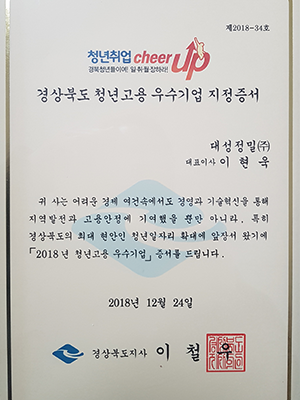 제2018-34호
청년취업 cheer up
경북청년들이여! 일·취·월·장하라!
경상북도 청년고용 우수기업 지정증서
대성정밀(주)
대표이사 이현욱
귀 사는 어려운 경제 여건속에서도 경영과 기술혁신을 통해
지역발전과 고용안정에 기여했을 뿐만 아니라, 특히
경상북도의 최대 현안인 청년일자리 확대에 앞장서 왔기에
「2018년 청년고용 우수기업」 증서를 드립니다.
2018년 12월 24일
경상북도지사 이 철 우